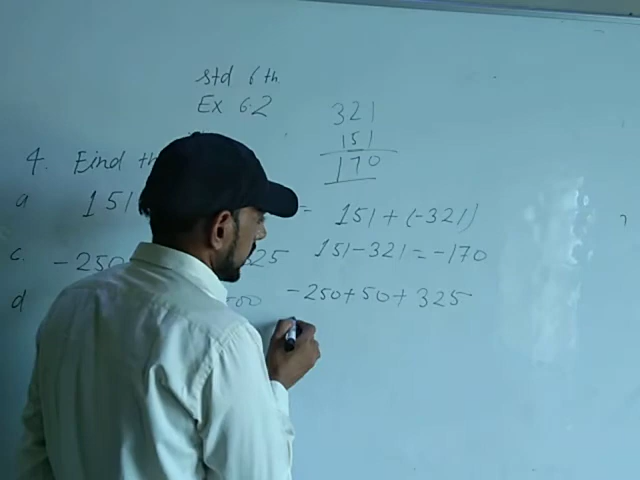 std 6th
Ex 6.2
321
151
170
4. Find
a 151 = 151 + (-321)
151 - 321 = -170
c. -250 25
d 500 -250 + 50 + 325